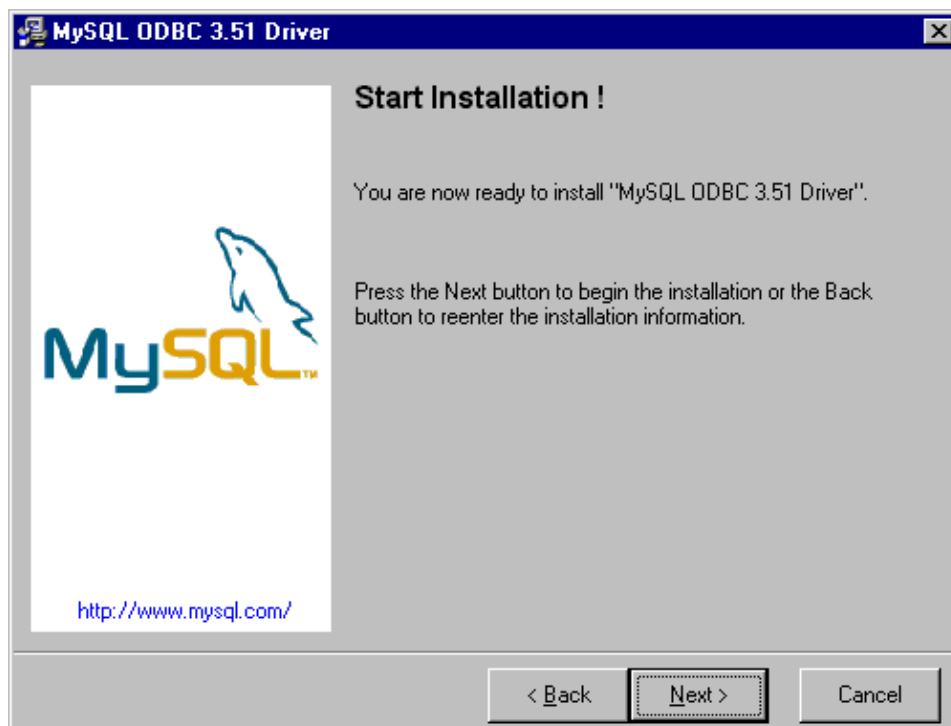 MySQL ODBC 3.51 Driver
Start Installation !
You are now ready to install "MySQL ODBC 3.51 Driver".
Press the Next button to begin the installation or the Back
button to reenter the installation information.
MySQL™
http://www.mysql.com/
< Back
Next >
Cancel